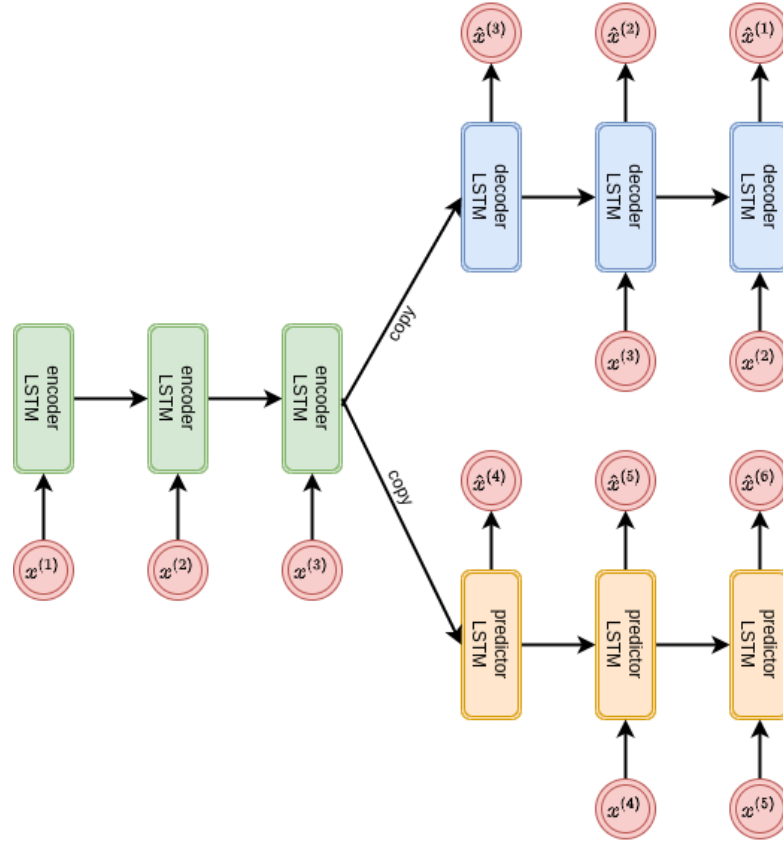 x̂⁽³⁾ x̂⁽²⁾ x̂⁽¹⁾
decoder LSTM
decoder LSTM
decoder LSTM
copy
x⁽³⁾ x⁽²⁾
encoder LSTM
encoder LSTM
encoder LSTM
copy
x̂⁽⁴⁾ x̂⁽⁵⁾ x̂⁽⁶⁾
x⁽¹⁾ x⁽²⁾ x⁽³⁾
predictor LSTM
predictor LSTM
predictor LSTM
x⁽⁴⁾ x⁽⁵⁾